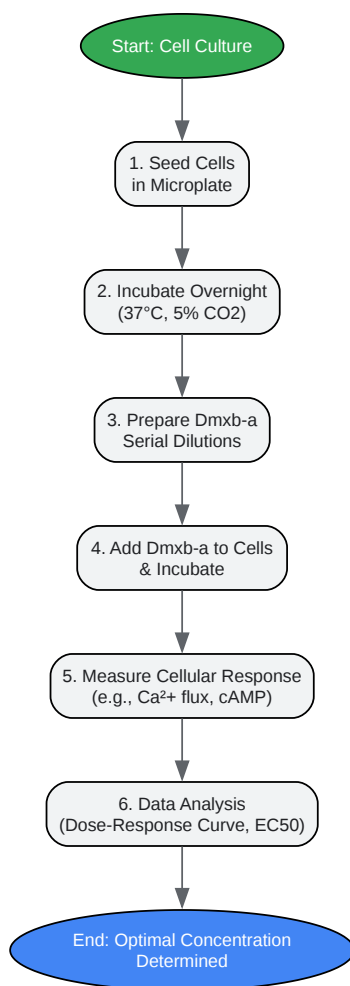 Start: Cell Culture
1. Seed Cells
in Microplate
2. Incubate Overnight
(37°C, 5% CO2)
3. Prepare Dmxb-a
Serial Dilutions
4. Add Dmxb-a to Cells
& Incubate
5. Measure Cellular Response
(e.g., Ca²+ flux, cAMP)
6. Data Analysis
(Dose-Response Curve, EC50)
End: Optimal Concentration
Determined